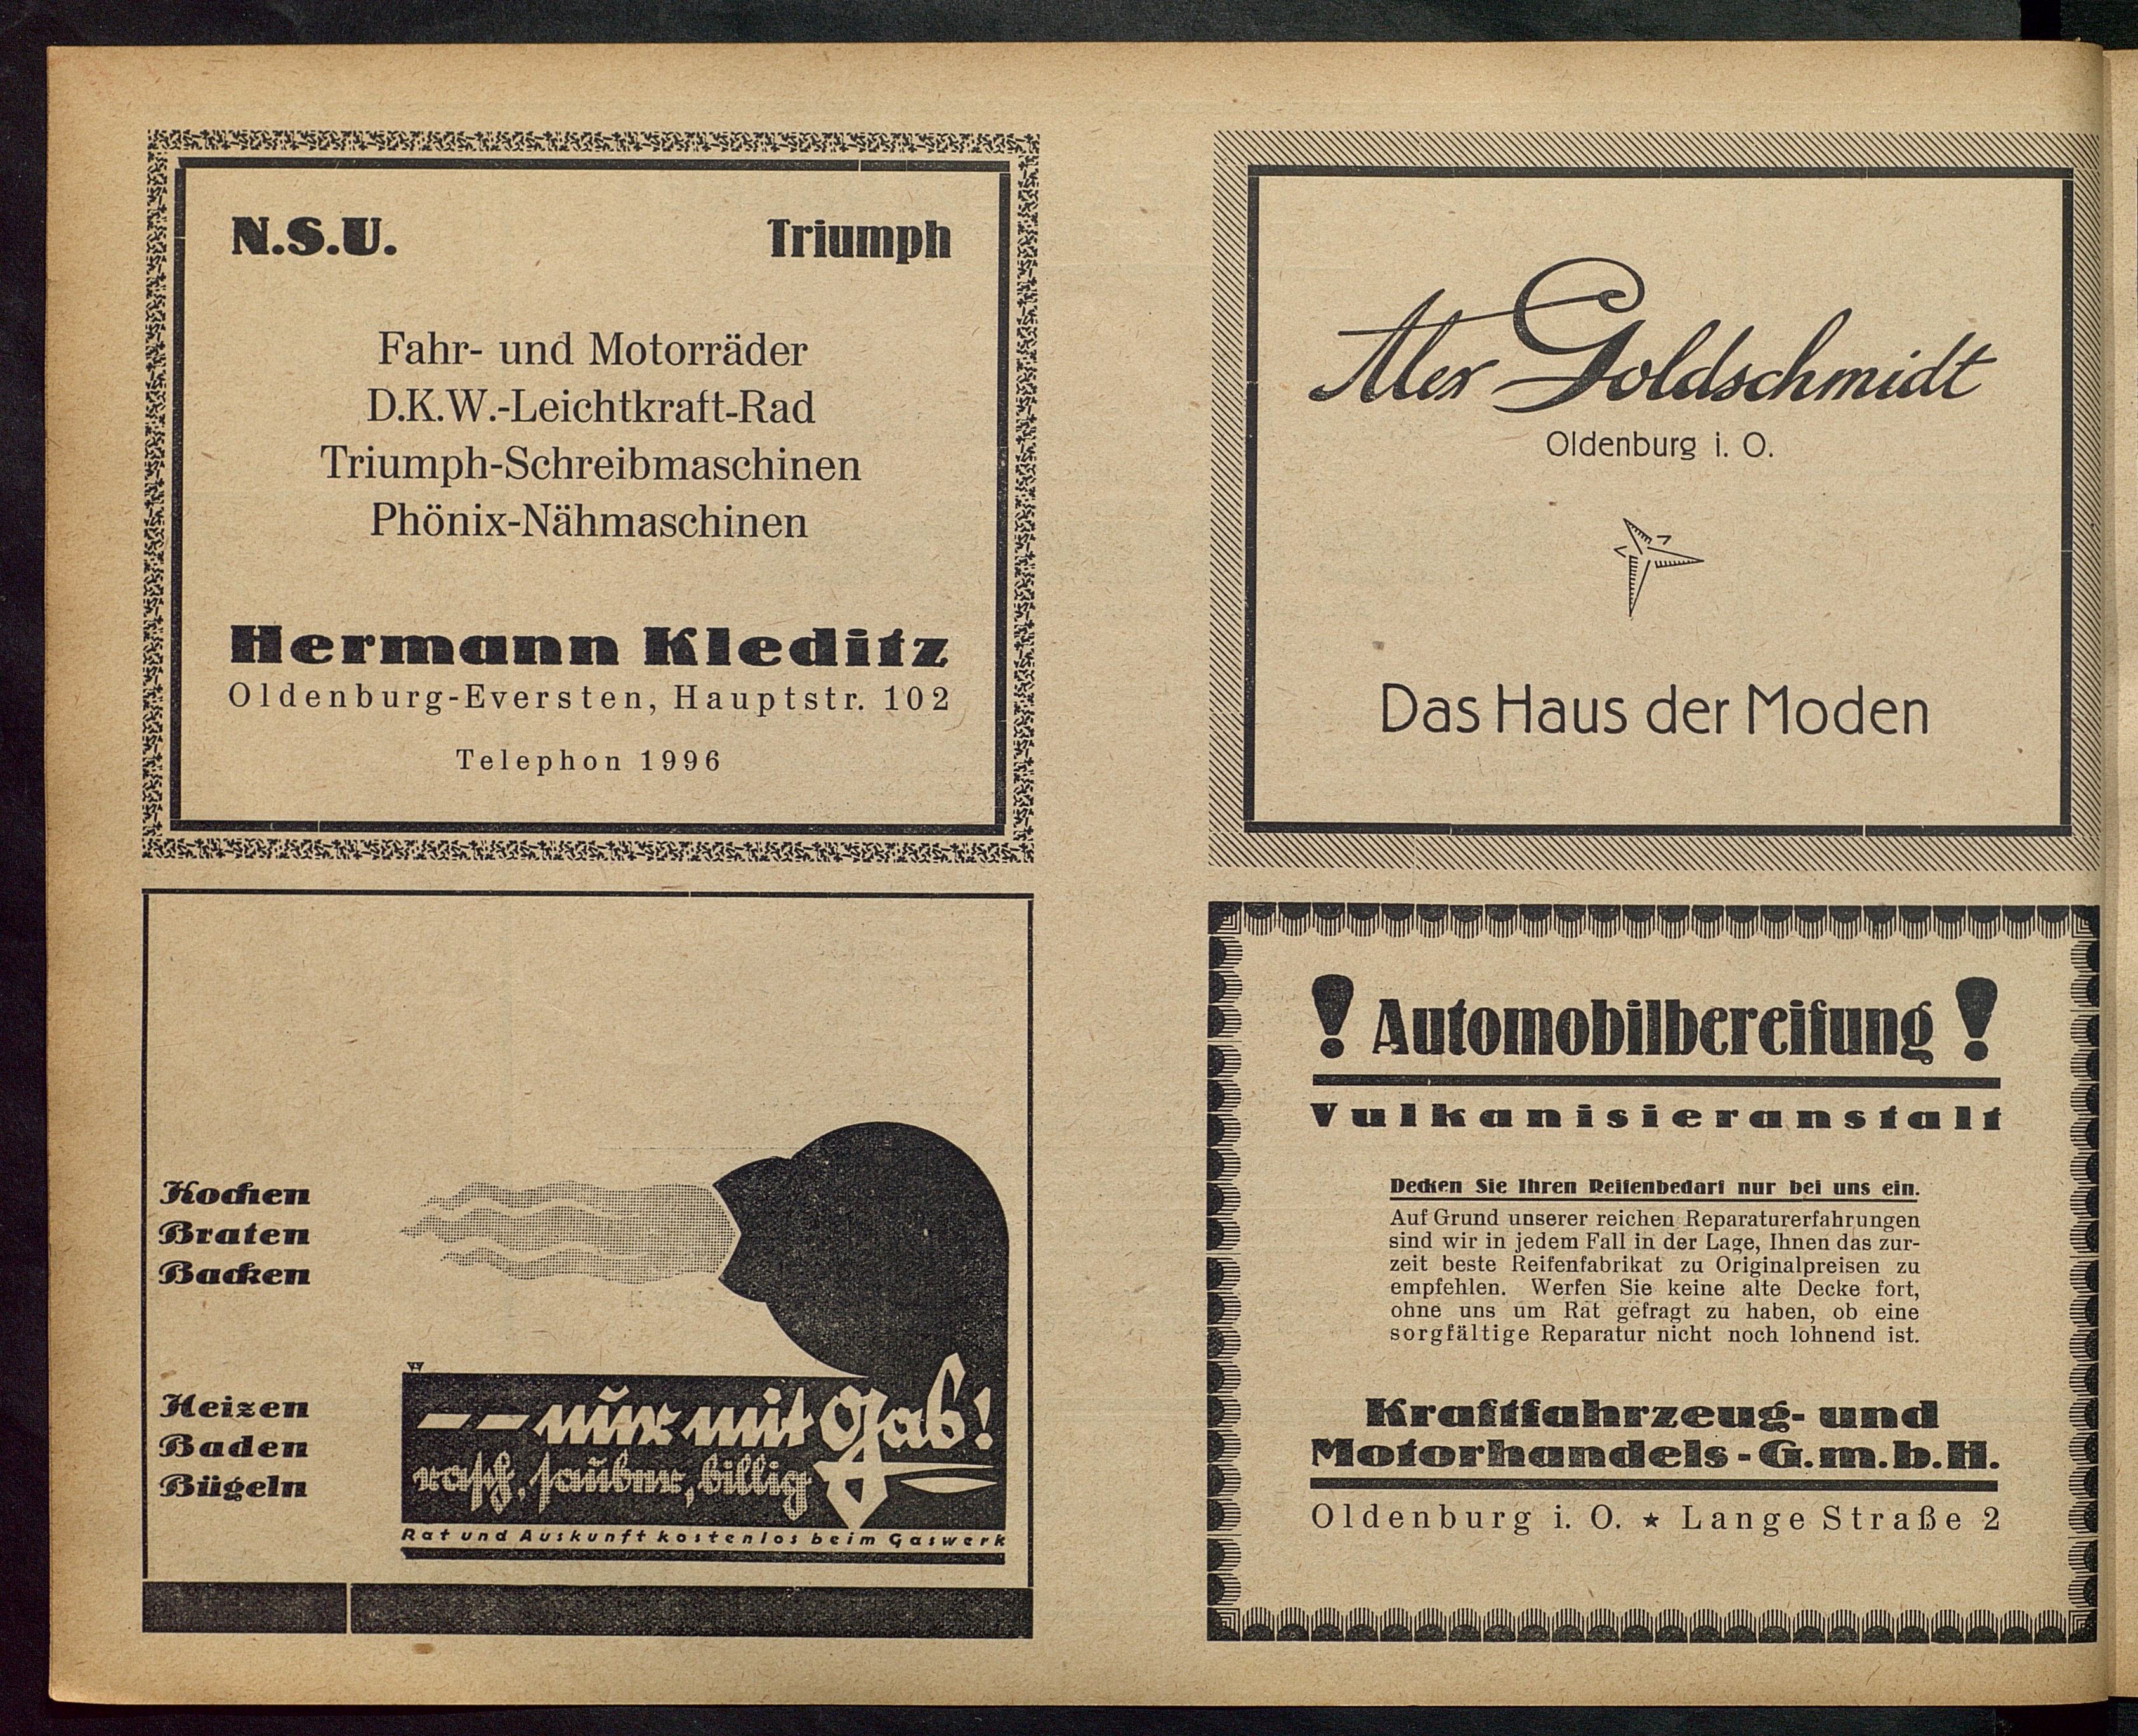 N.S.U. Triumph
Fahr- und Motorräder
D.K.W.-Leichtkraft-Rad
Triumph-Schreibmaschinen
Phönix-Nähmaschinen
Hermann Kleditz
Oldenburg-Eversten, Hauptstr. 102
Telephon 1996
Kochen
Braten
Backen
Heizen
Baden
Bügeln
-- nur mit Gas!
rasch, sauber, billig
Rat und Auskunft kostenlos beim Gaswerk
Alex Goldschmidt
Oldenburg i. O.
Das Haus der Moden
! Automobilbereifung !
Vulkanisieranstalt
Decken Sie Ihren Reifenbedarf nur bei uns ein.
Auf Grund unserer reichen Reparaturerfahrungen
sind wir in jedem Fall in der Lage, Ihnen das zur-
zeit beste Reifenfabrikat zu Originalpreisen zu
empfehlen. Werfen Sie keine alte Decke fort,
ohne uns um Rat gefragt zu haben, ob eine
sorgfältige Reparatur nicht noch lohnend ist.
Kraftfahrzeug- und
Motorhandels-G.m.b.H.
Oldenburg i. O. ★ Lange Straße 2